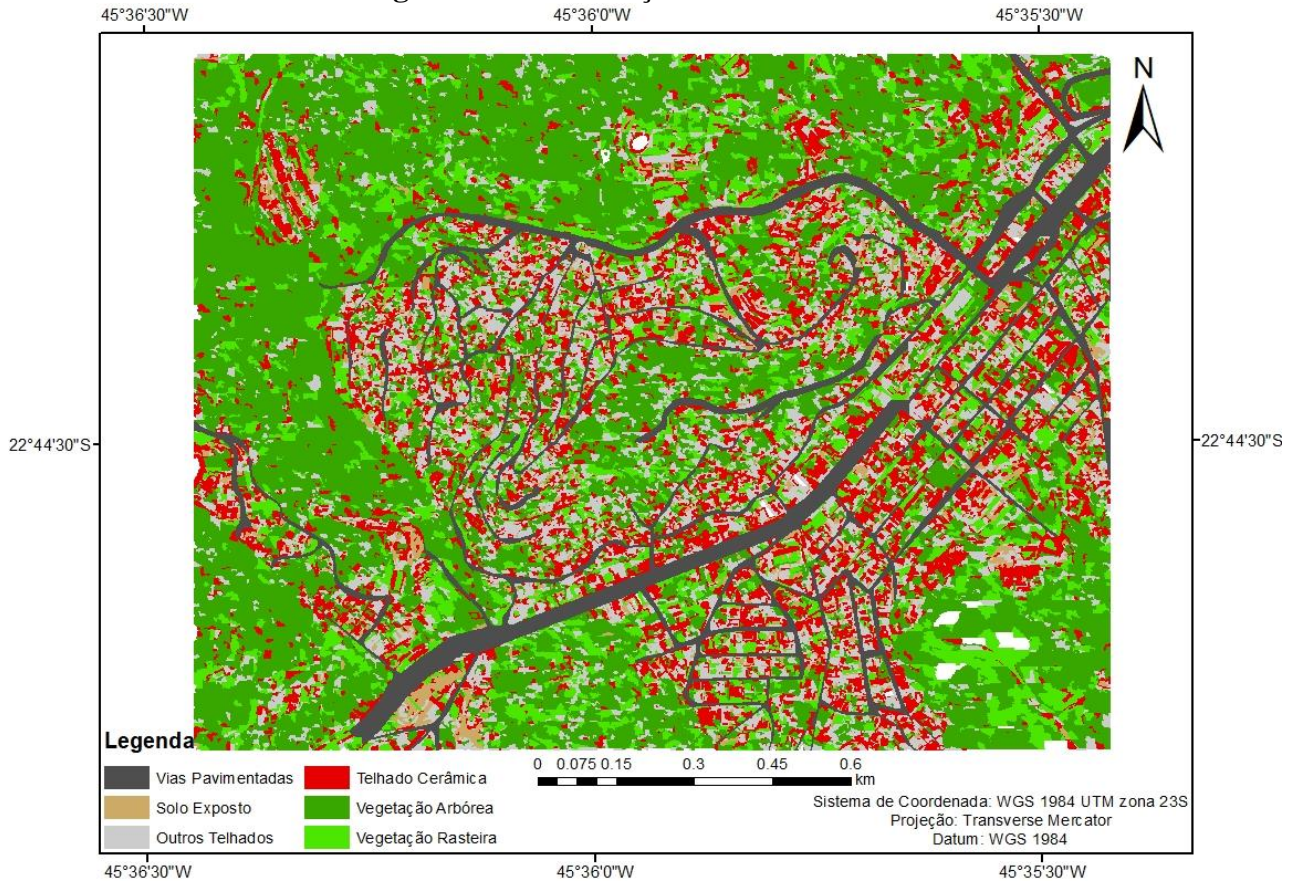 45°36'30"W 45°36'0"W 45°35'30"W
N
22°44'30"S 22°44'30"S
Legenda
Vias Pavimentadas
Solo Exposto
Outros Telhados
Telhado Cerâmica
Vegetação Arbórea
Vegetação Rasteira
0 0.075 0.15 0.3 0.45 0.6
km
Sistema de Coordenada: WGS 1984 UTM zona 23S
Projeção: Transverse Mercator
Datum: WGS 1984
45°36'30"W 45°36'0"W 45°35'30"W